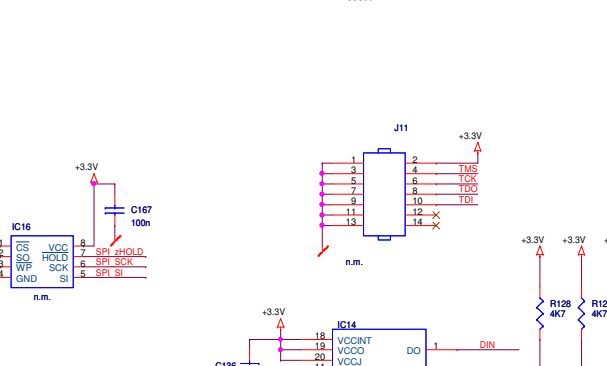 J11
+3.3V
1 2
3 4 TMS
5 6 TCK
7 8 TDO
9 10 TDI
11 12
13 14
n.m.
+3.3V
C167
100n
IC16
CS VCC 8
SO HOLD 7 SPI_zHOLD
WP SCK 6 SPI_SCK
4 GND SI 5 SPI_SI
n.m.
+3.3V +3.3V
R128
4K7
R12
4K7
+3.3V
IC14
18 VCCINT
19 VCCO DO 1 DIN
20 VCCJ